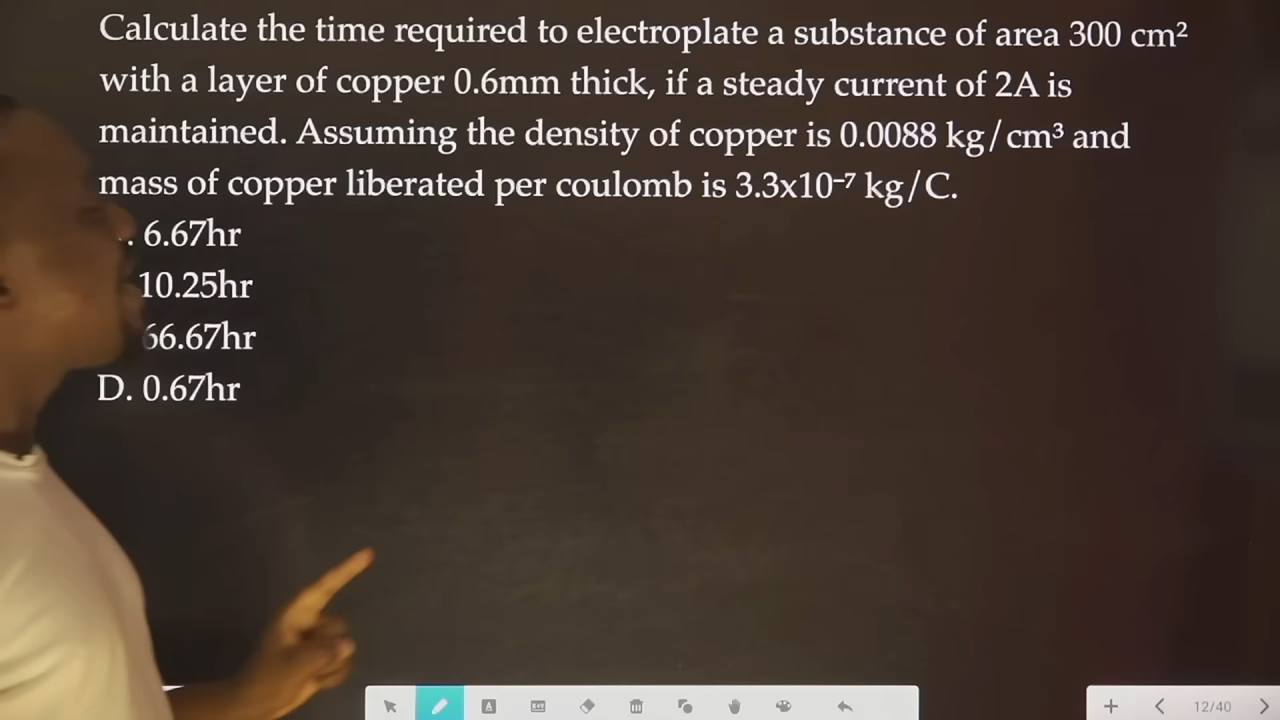 Calculate the time required to electroplate a substance of area 300 cm²
with a layer of copper 0.6mm thick, if a steady current of 2A is
maintained. Assuming the density of copper is 0.0088 kg/cm³ and
mass of copper liberated per coulomb is 3.3x10⁻⁷ kg/C.
. 6.67hr
10.25hr
66.67hr
D. 0.67hr
12/40